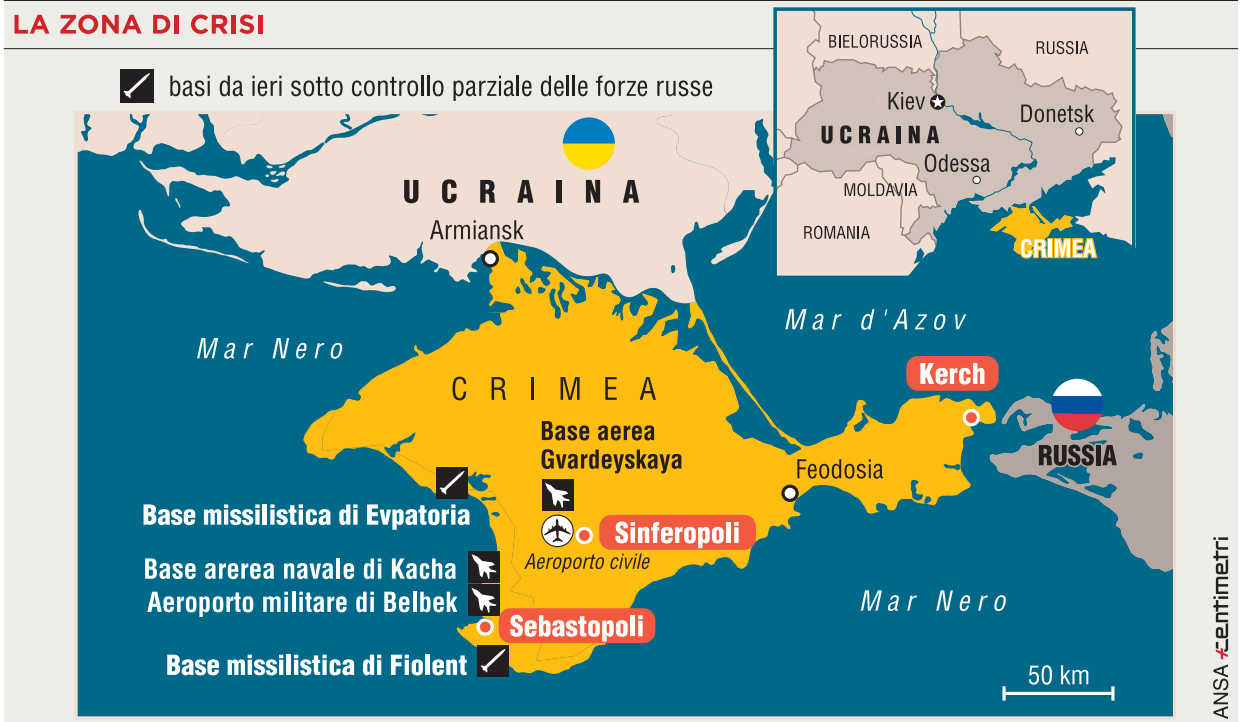 LA ZONA DI CRISI
basi da ieri sotto controllo parziale delle forze russe
BIELORUSSIA
RUSSIA
Kiev
Donetsk
UCRAINA
Odessa
MOLDAVIA
ROMANIA
CRIMEA
UCRAINA
Armiansk
Mar Nero
Mar d'Azov
CRIMEA
Kerch
Base aerea
Gvardeyskaya
RUSSIA
Feodosia
Base missilistica di Evpatoria
Sinferopoli
Aeroporto civile
Base arerea navale di Kacha
Aeroporto militare di Belbek
Mar Nero
Sebastopoli
Base missilistica di Fiolent
50 km
ANSA centimetri